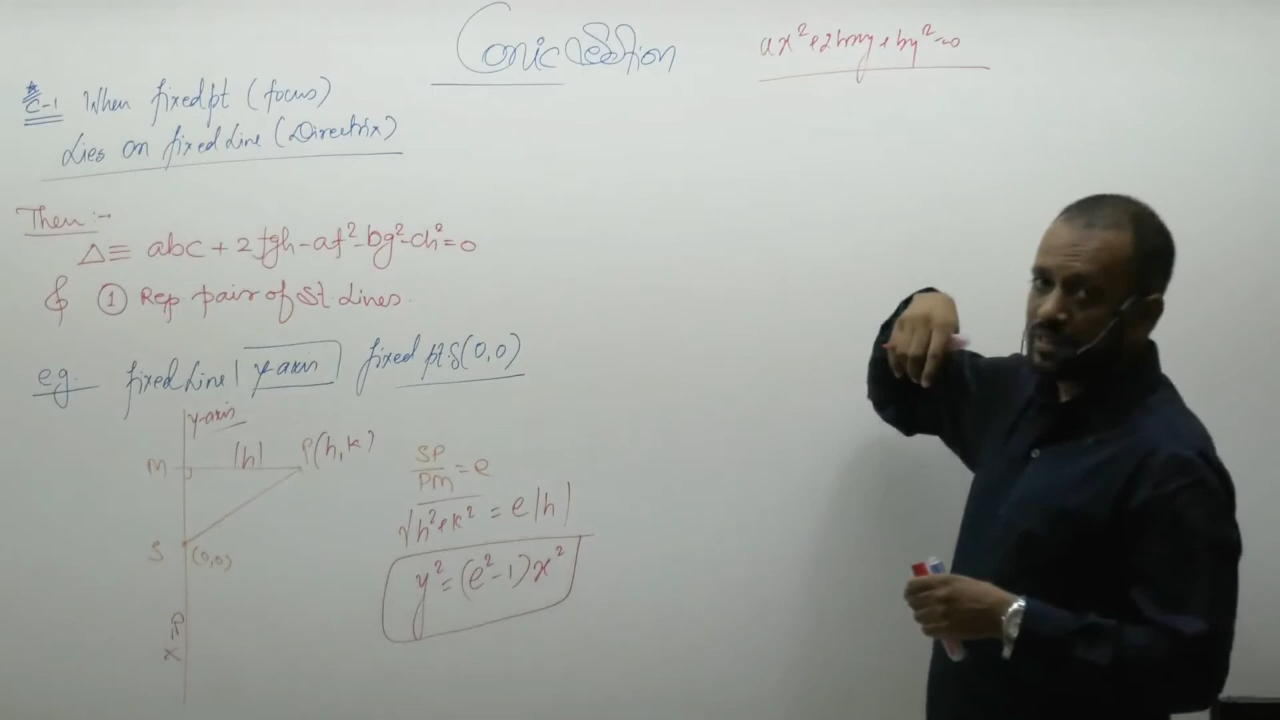 Conic Section
ax²+2hxy+by²=0
C-1 When fixed pt (focus)
Lies on fixed Line (Directrix)
Then :-
Δ≡ abc + 2fgh-af²-bg²-ch²=0
& ① Rep pair of St Lines.
e.g. fixed Line | y-axis fixed pt S(0,0)
y-axis
M |h| P(h,k)
SP/PM = e
√h²+k² = e|h|
S (0,0)
y²=(e²-1)x²
x=0